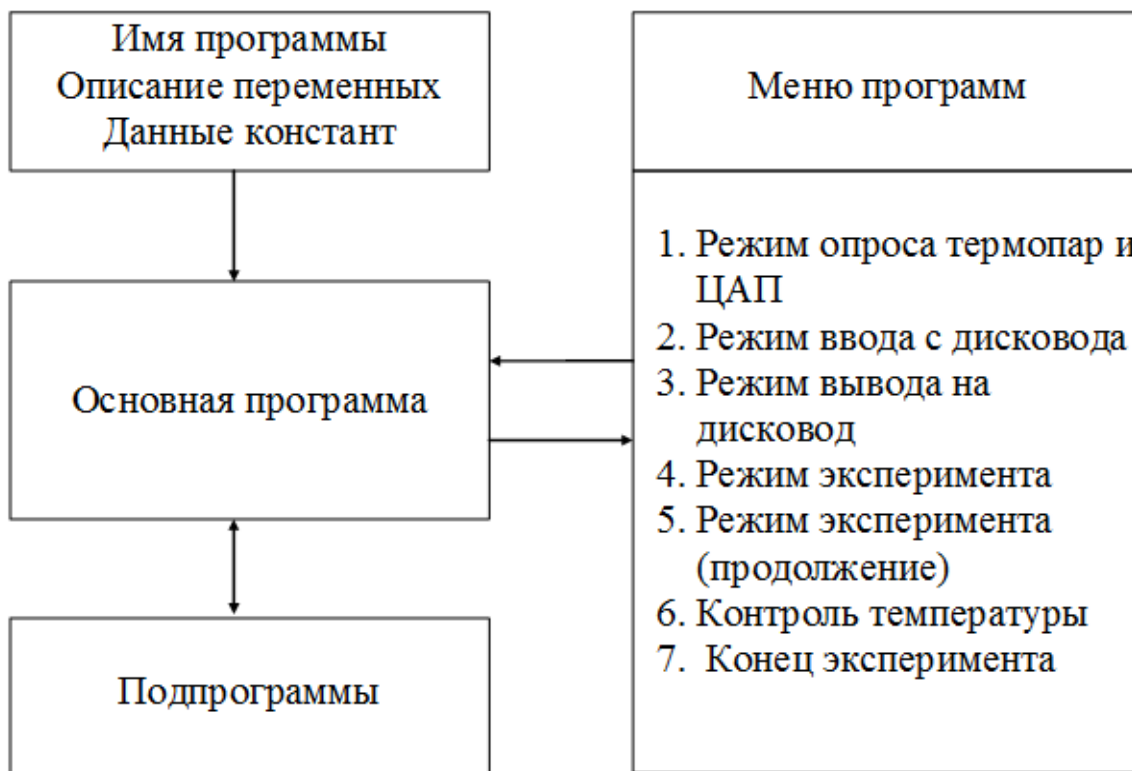 Имя программы
Описание переменных
Данные констант
Основная программа
Подпрограммы
Меню программ
1. Режим опроса термопар и
ЦАП
2. Режим ввода с дисковода
3. Режим вывода на
дисковод
4. Режим эксперимента
5. Режим эксперимента
(продолжение)
6. Контроль температуры
7. Конец эксперимента